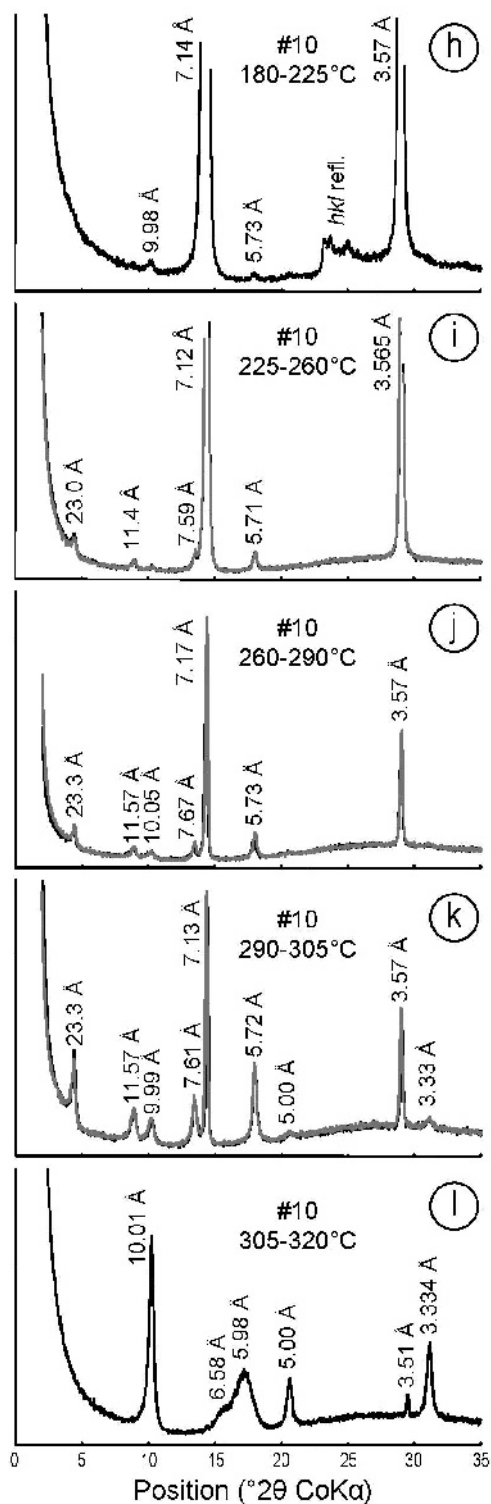 #10
180-225°C
h
9.98 Å
7.14 Å
5.73 Å
hkl refl.
3.57 Å
#10
225-260°C
i
23.0 Å
11.4 Å
7.59 Å
7.12 Å
5.71 Å
3.565 Å
#10
260-290°C
j
23.3 Å
11.57 Å
10.05 Å
7.67 Å
7.17 Å
5.73 Å
3.57 Å
#10
290-305°C
k
23.3 Å
11.57 Å
9.99 Å
7.61 Å
7.13 Å
5.72 Å
5.00 Å
3.57 Å
3.33 Å
#10
305-320°C
l
10.01 Å
6.58 Å
5.98 Å
5.00 Å
3.51 Å
3.334 Å
0 5 10 15 20 25 30 35
Position (°2θ CoKα)